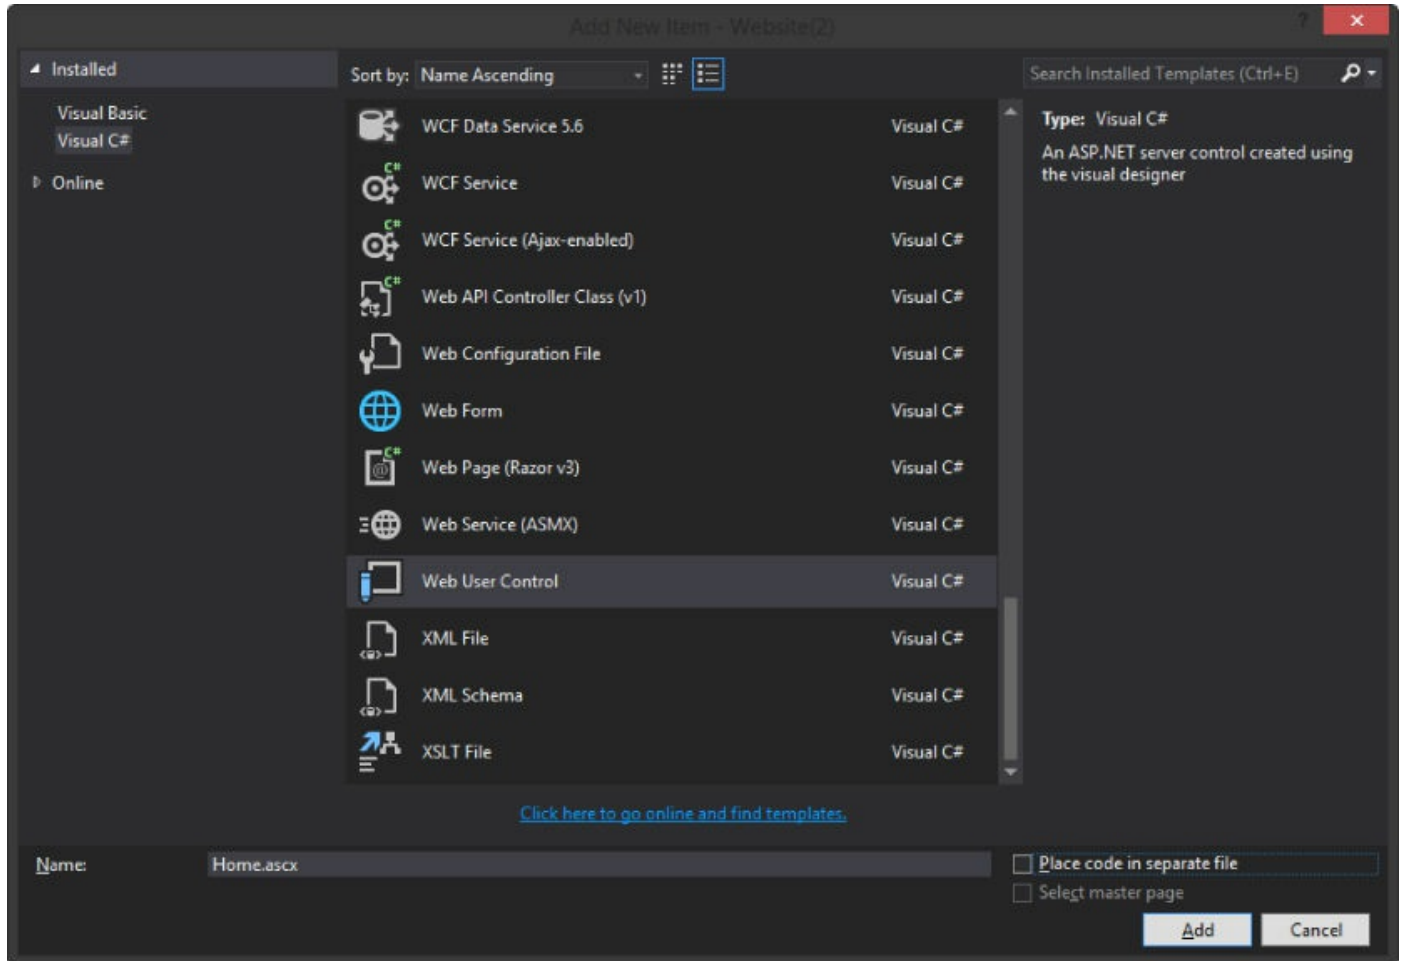 Add New Item - Website(2)
?
Installed
Sort by: Name Ascending
Search Installed Templates (Ctrl+E)
Visual Basic
Visual C#
Online
WCF Data Service 5.6 Visual C#
C# WCF Service Visual C#
C# WCF Service (Ajax-enabled) Visual C#
C# Web API Controller Class (v1) Visual C#
Web Configuration File Visual C#
Web Form Visual C#
C# @ Web Page (Razor v3) Visual C#
Web Service (ASMX) Visual C#
Web User Control Visual C#
XML File Visual C#
XML Schema Visual C#
XSLT File Visual C#
Type: Visual C#
An ASP.NET server control created using
the visual designer
Click here to go online and find templates.
Name: Home.ascx
Place code in separate file
Select master page
Add Cancel